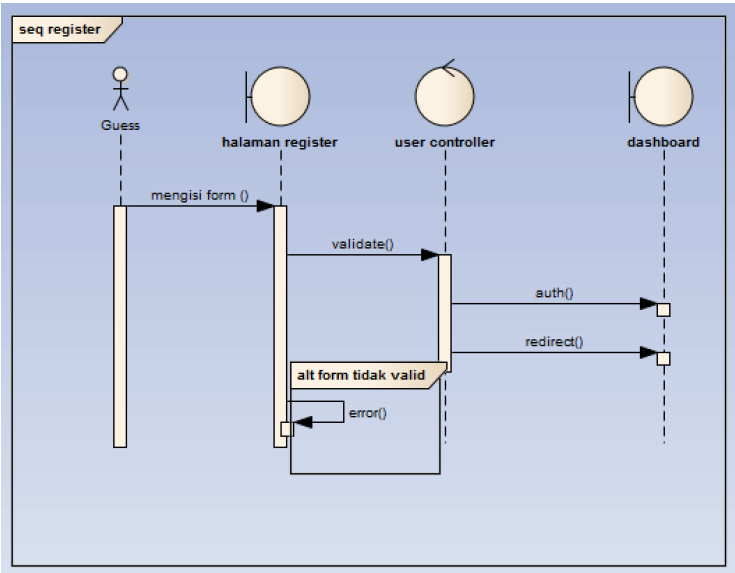 seq register
Guess
halaman register
user controller
dashboard
mengisi form ()
validate()
auth()
redirect()
alt form tidak valid
error()